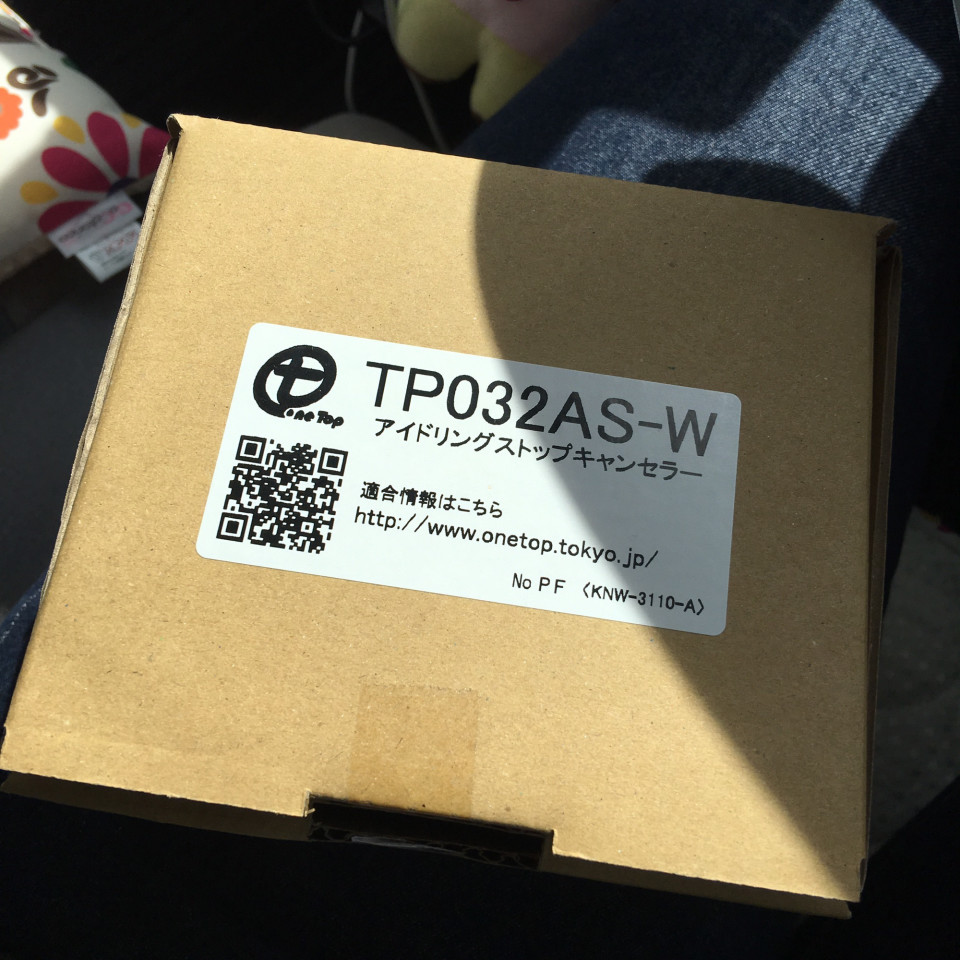 one Top
TP032AS-W
アイドリングストップキャンセラー
適合情報はこちら
http://www.onetop.tokyo.jp/
No PF 〈KNW-3110-A〉